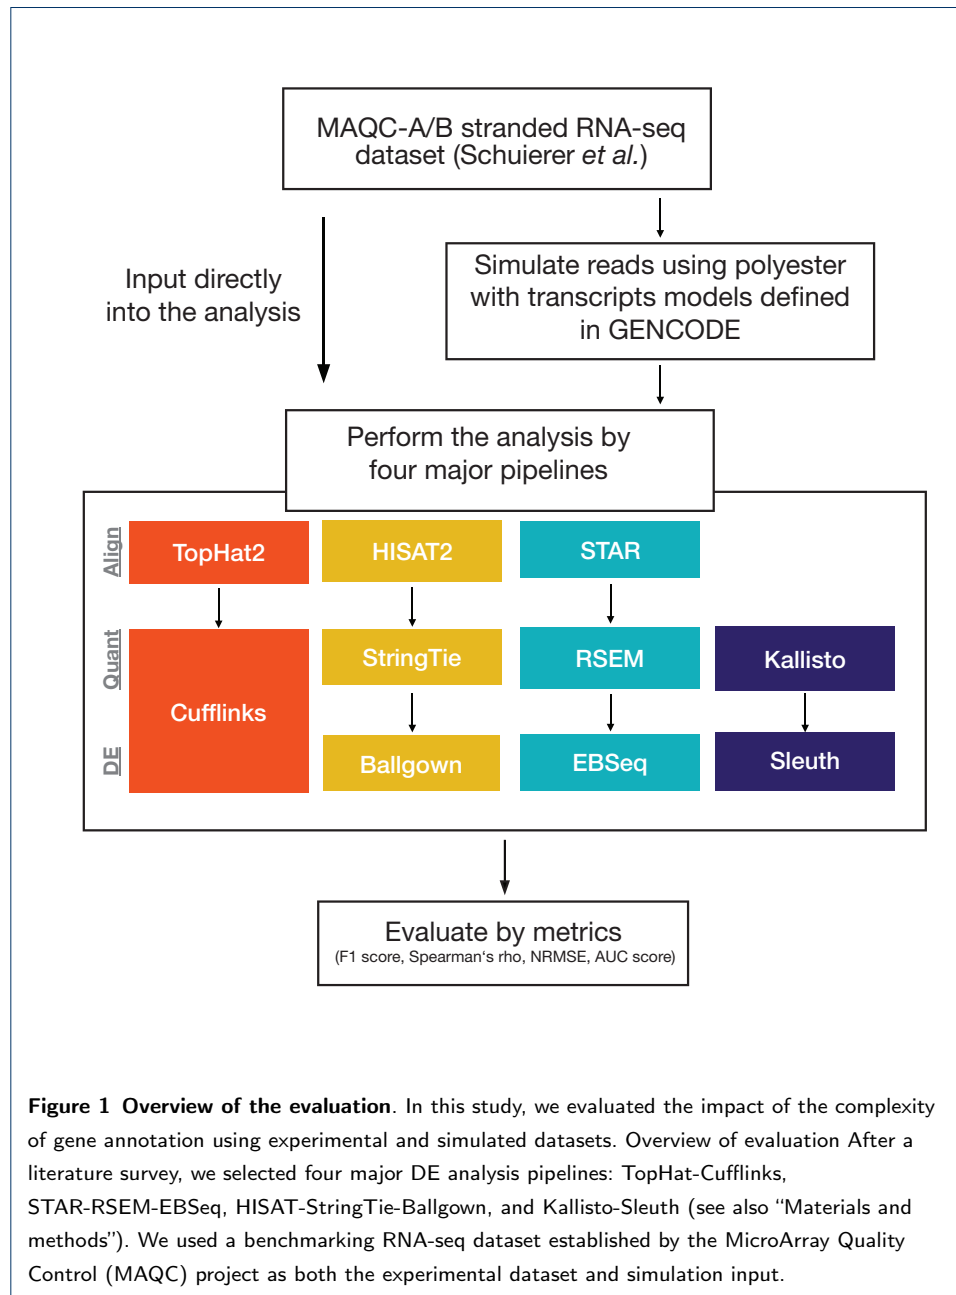 MAQC-A/B stranded RNA-seq
dataset (Schuierer et al.)
Input directly
into the analysis
Simulate reads using polyester
with transcripts models defined
in GENCODE
Perform the analysis by
four major pipelines
Align
TopHat2
HISAT2
STAR
Quant
Cufflinks
StringTie
RSEM
Kallisto
DE
Ballgown
EBSeq
Sleuth
Evaluate by metrics
(F1 score, Spearman‘s rho, NRMSE, AUC score)
Figure 1 Overview of the evaluation. In this study, we evaluated the impact of the complexity
of gene annotation using experimental and simulated datasets. Overview of evaluation After a
literature survey, we selected four major DE analysis pipelines: TopHat-Cufflinks,
STAR-RSEM-EBSeq, HISAT-StringTie-Ballgown, and Kallisto-Sleuth (see also “Materials and
methods”). We used a benchmarking RNA-seq dataset established by the MicroArray Quality
Control (MAQC) project as both the experimental dataset and simulation input.